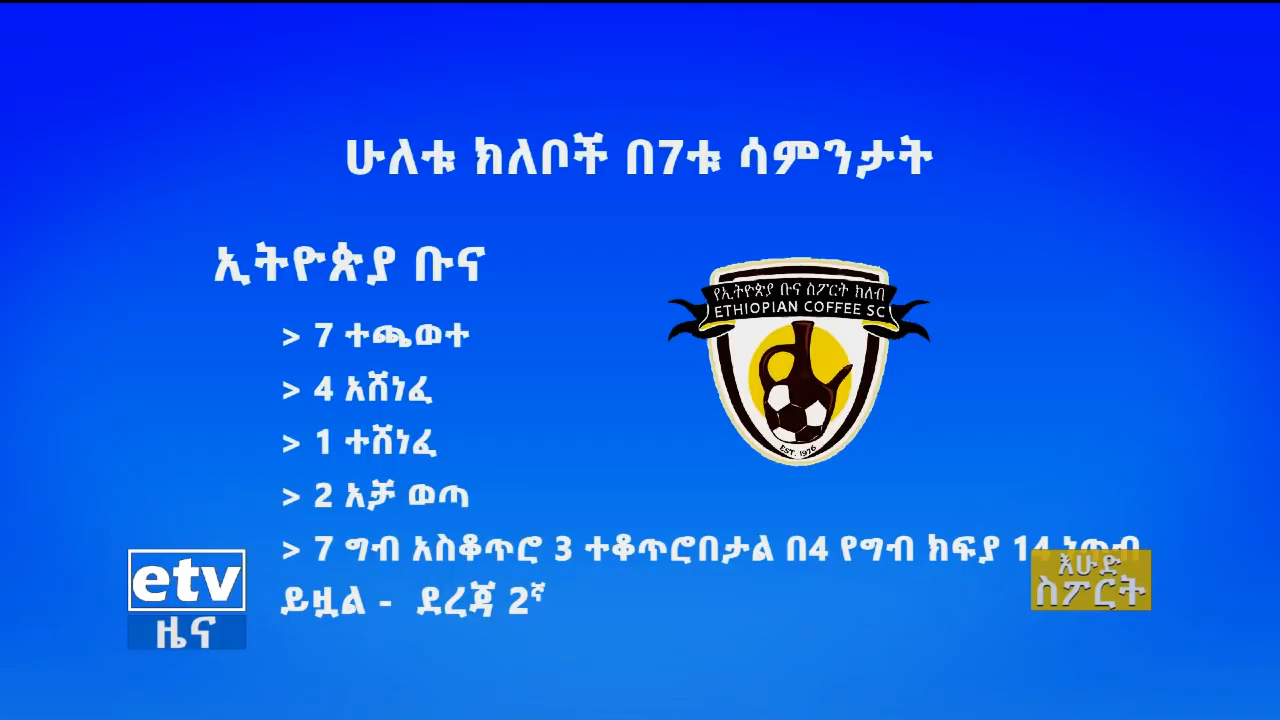 ሁለቱ ክለቦች በ7ቱ ሳምንታት
ኢትዮጵያ ቡና
> 7 ተጫወተ
> 4 አሸነፈ
> 1 ተሸነፈ
> 2 አቻ ወጣ
> 7 ግብ አስቆጥሮ 3 ተቆጥሮበታል በ4 የግብ ክፍያ 14 ነጥብ
ይዟል - ደረጃ 2ኛ
የኢትዮጵያ ቡና ስፖርት ክለብ
ETHIOPIAN COFFEE SC
EST. 1976
etv
ዜና
እሁድ
ስፖርት